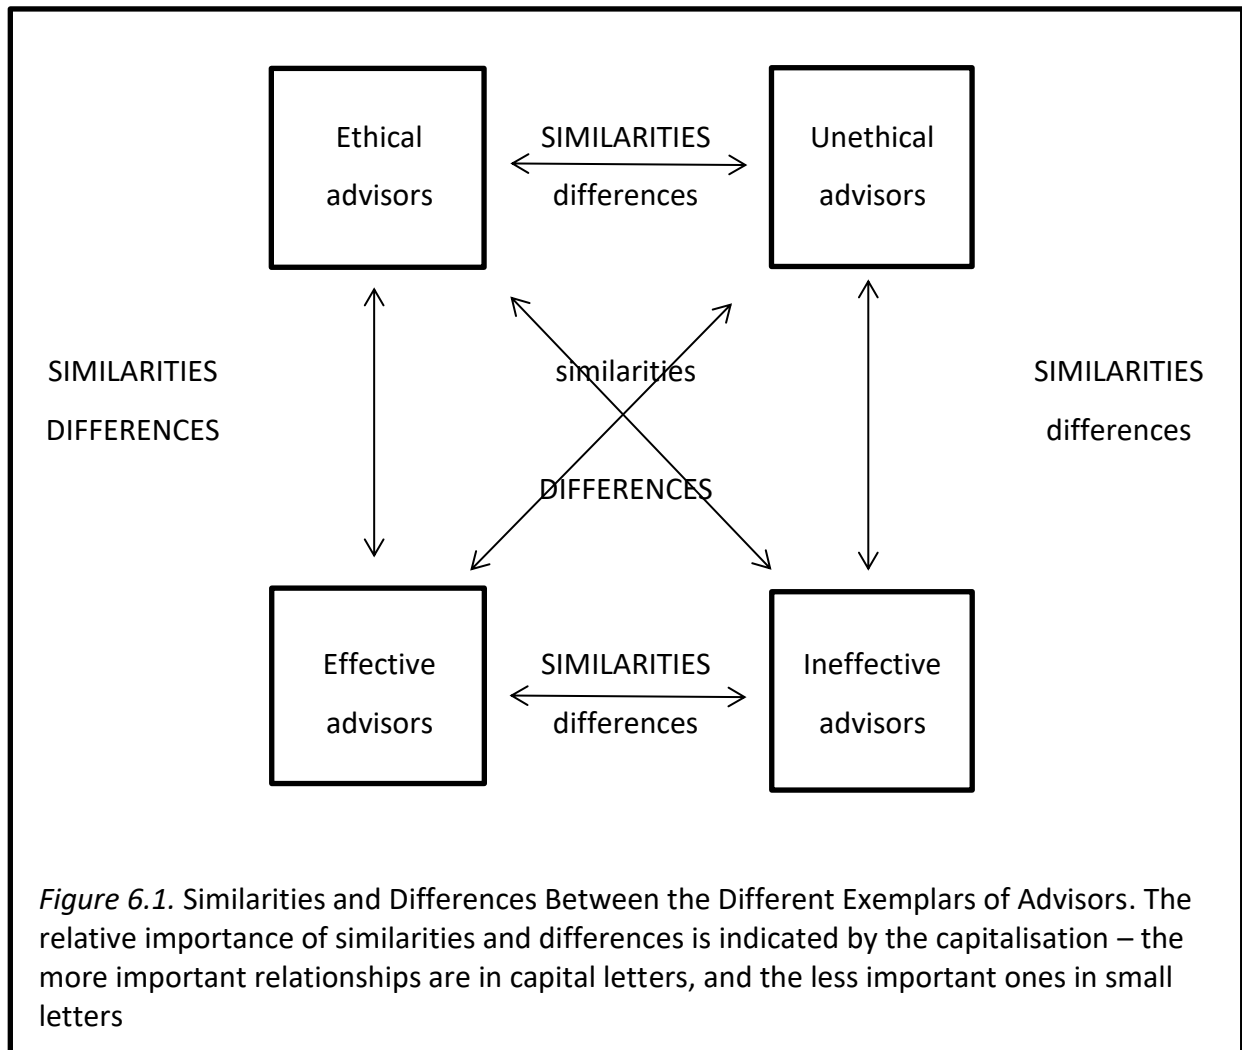 Ethical
advisors
SIMILARITIES
differences
Unethical
advisors
SIMILARITIES
DIFFERENCES
similarities
DIFFERENCES
SIMILARITIES
differences
Effective
advisors
SIMILARITIES
differences
Ineffective
advisors
Figure 6.1. Similarities and Differences Between the Different Exemplars of Advisors. The
relative importance of similarities and differences is indicated by the capitalisation – the
more important relationships are in capital letters, and the less important ones in small
letters